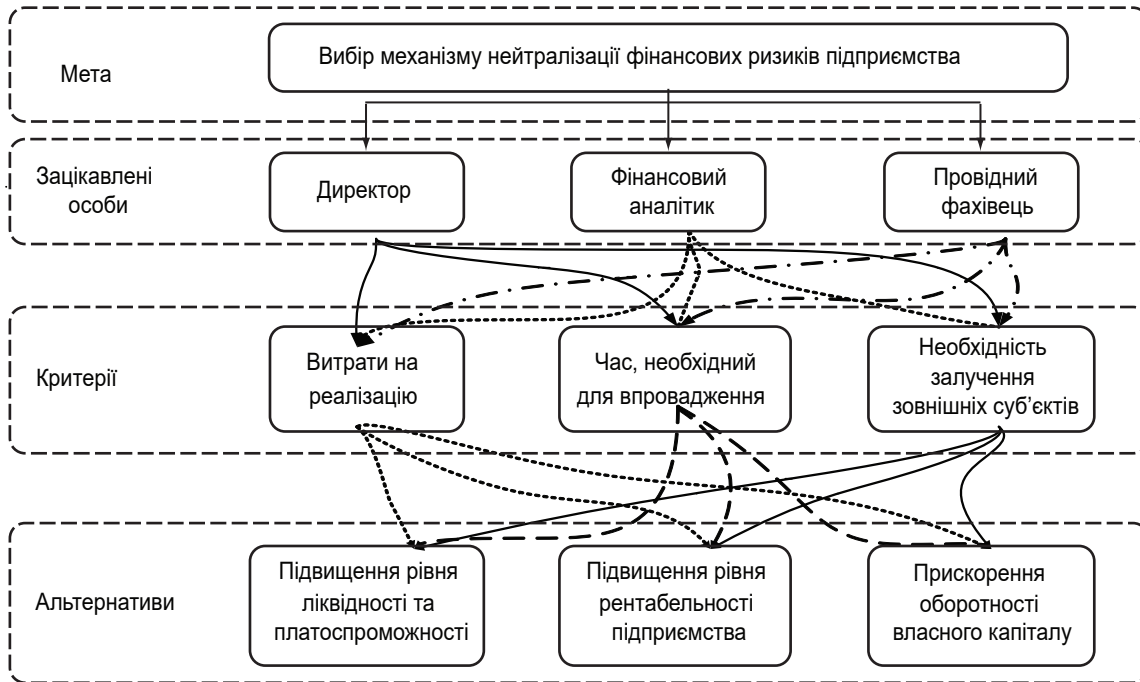 Мета
Вибір механізму нейтралізації фінансових ризиків підприємства
Зацікавлені
особи
Директор
Фінансовий
аналітик
Провідний
фахівець
Критерії
Витрати на
реалізацію
Час, необхідний
для впровадження
Необхідність
залучення
зовнішніх суб’єктів
Альтернативи
Підвищення рівня
ліквідності та
платоспроможності
Підвищення рівня
рентабельності
підприємства
Прискорення
оборотності
власного капіталу